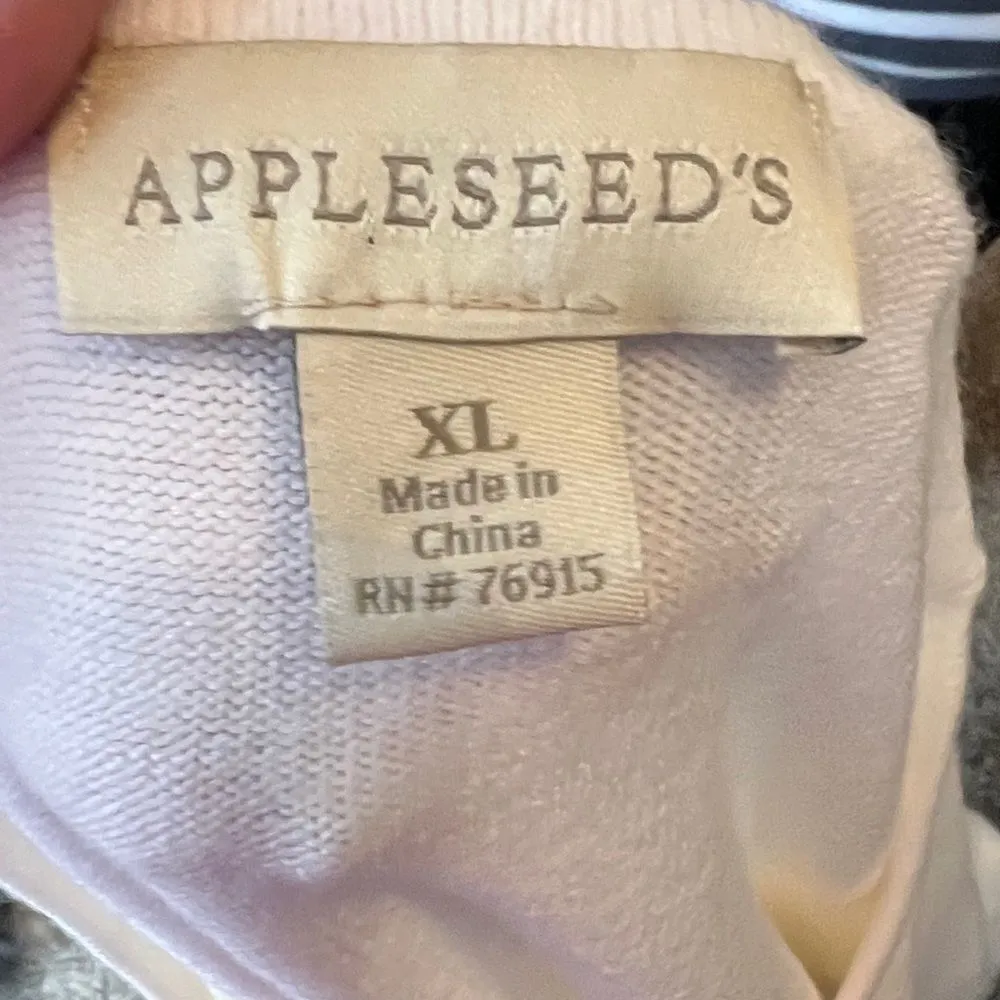 APPLESEED'S
XL
Made in
China
RN# 76915